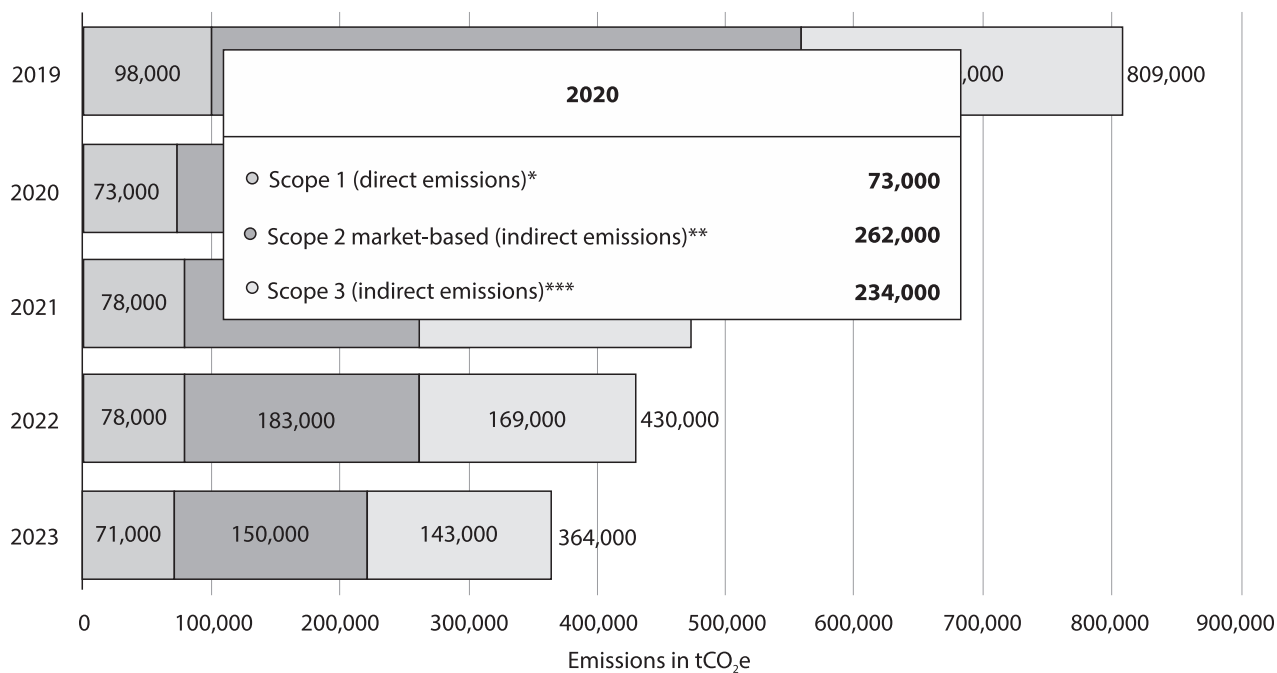 2019 98,000 ,000 809,000
2020
2020 73,000
Scope 1 (direct emissions)* 73,000
Scope 2 market-based (indirect emissions)** 262,000
Scope 3 (indirect emissions)*** 234,000
2021 78,000
2022 78,000 183,000 169,000 430,000
2023 71,000 150,000 143,000 364,000
0 100,000 200,000 300,000 400,000 500,000 600,000 700,000 800,000 900,000
Emissions in tCO₂e